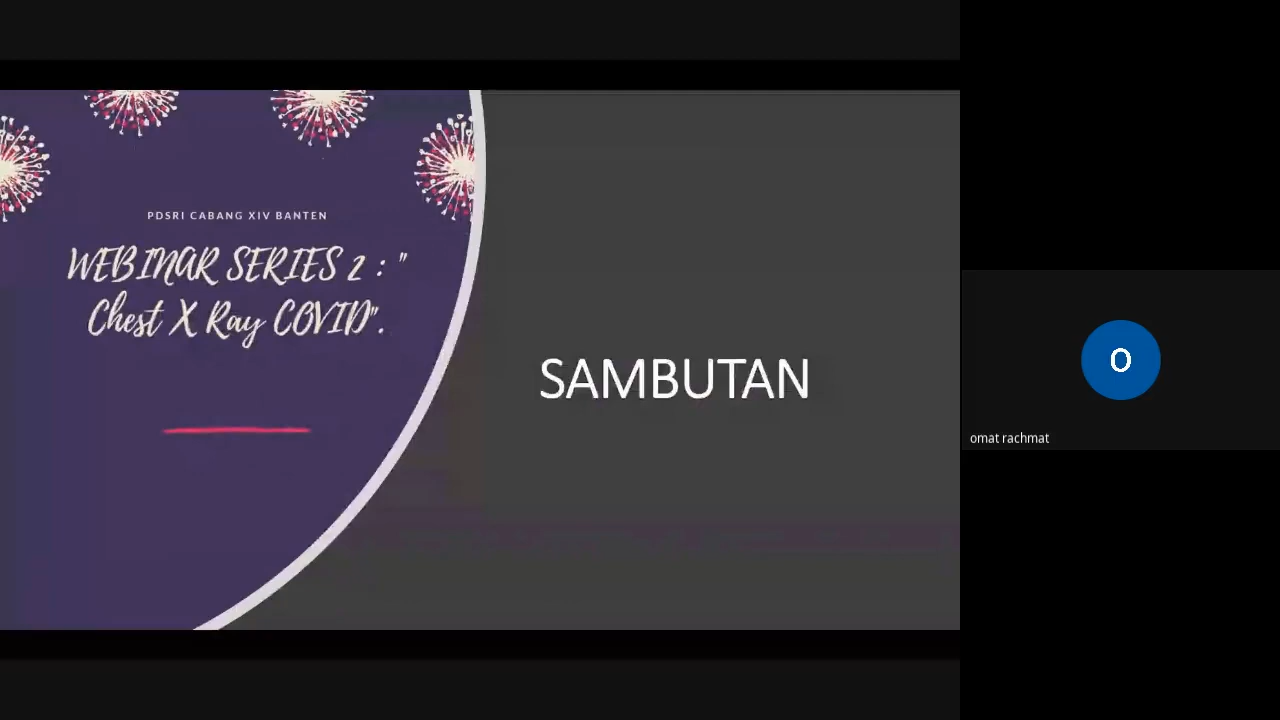 PDSRI CABANG XIV BANTEN
WEBINAR SERIES 2 : "
Chest X Ray COVID".
SAMBUTAN
O
omat rachmat